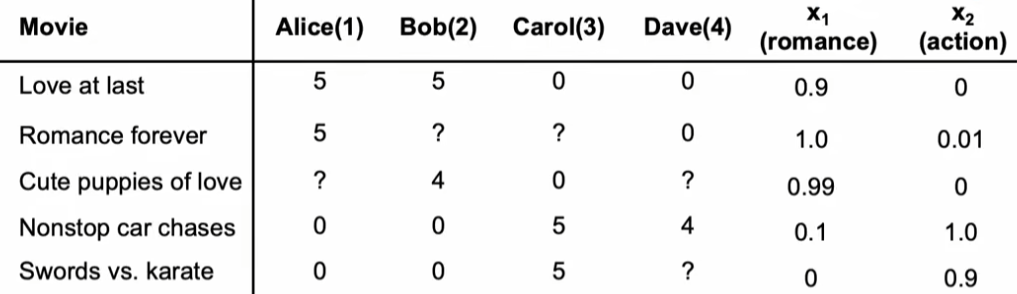 Movie Alice(1) Bob(2) Carol(3) Dave(4) x₁ (romance) x₂ (action)
Love at last 5 5 0 0 0.9 0
Romance forever 5 ? ? 0 1.0 0.01
Cute puppies of love ? 4 0 ? 0.99 0
Nonstop car chases 0 0 5 4 0.1 1.0
Swords vs. karate 0 0 5 ? 0 0.9